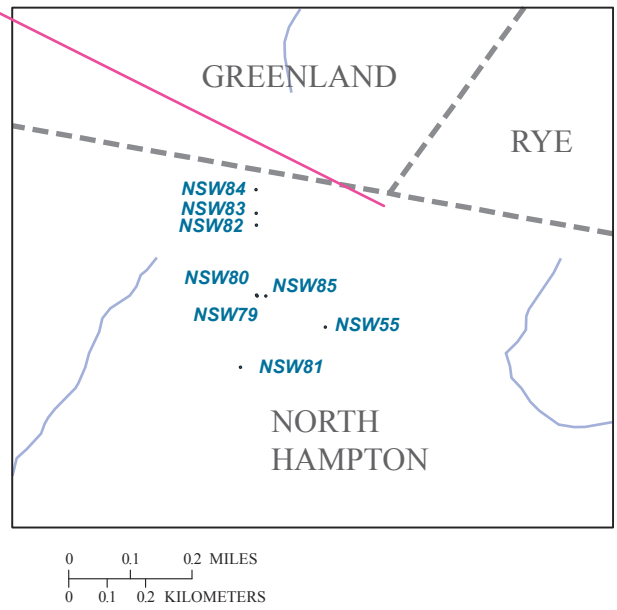 GREENLAND
RYE
NSW84
NSW83
NSW82
NSW80
NSW85
NSW79
NSW55
NSW81
NORTH
HAMPTON
0 0.1 0.2 MILES
0 0.1 0.2 KILOMETERS